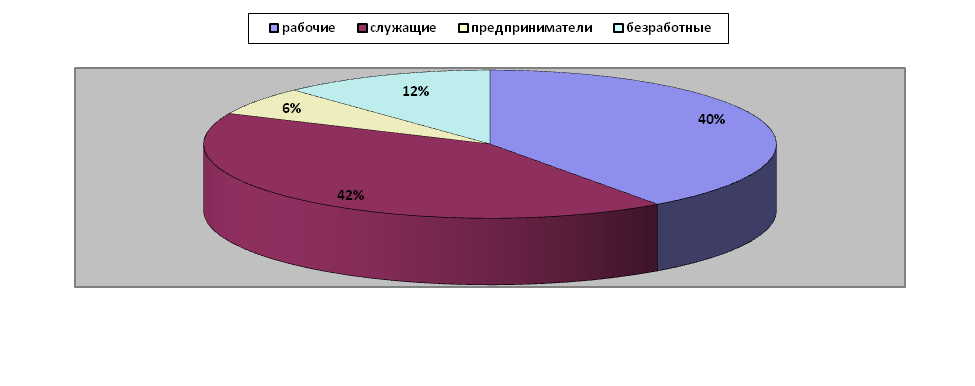 рабочие служащие предприниматели безработные
12%
6%
40%
42%